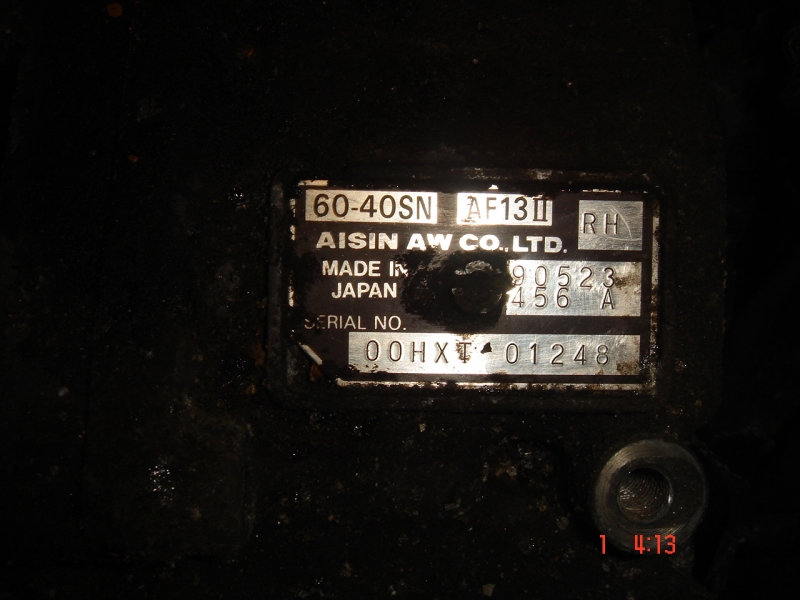 60-40SN AF13II RH
AISIN AW CO.,LTD.
MADE IN
JAPAN
90523
456 A
SERIAL NO.
00HXT 01248
1 4:13